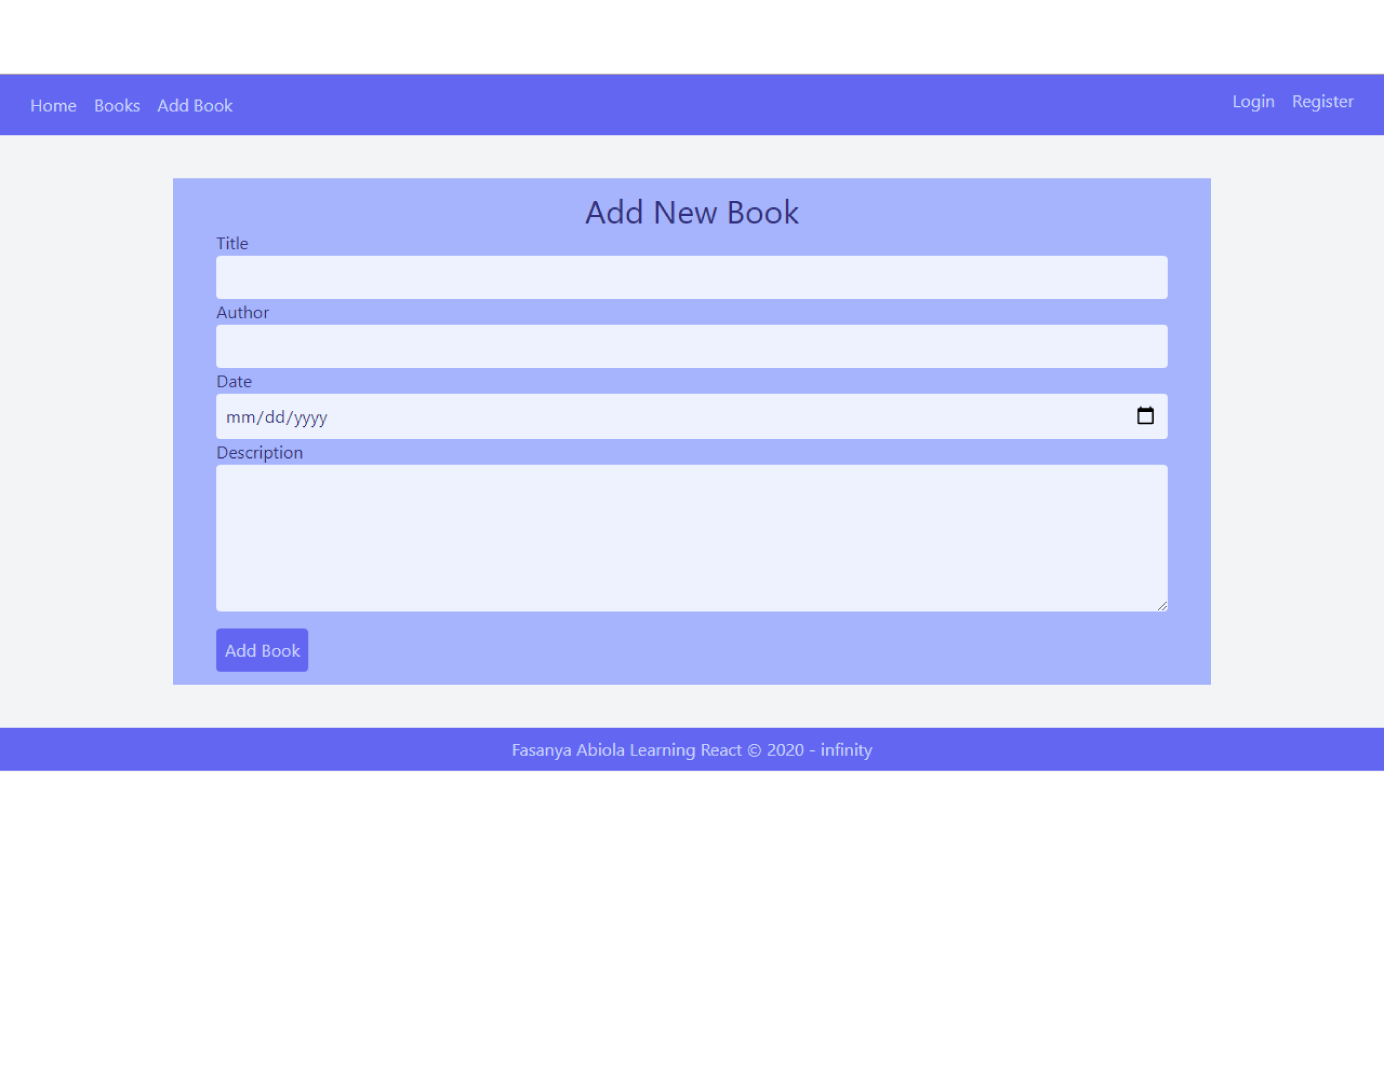 Home Books Add Book Login Register
Add New Book
Title
Author
Date
mm/dd/yyyy
Description
Add Book
Fasanya Abiola Learning React © 2020 - infinity